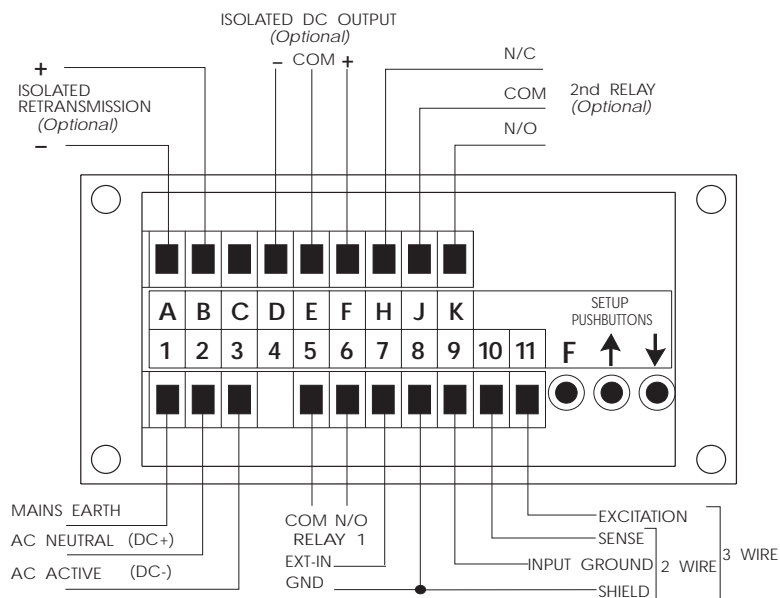 ISOLATED DC OUTPUT
(Optional)
– COM +
+
ISOLATED
RETRANSMISSION
(Optional)
–
N/C
COM
2nd RELAY
(Optional)
N/O
A B C D E F H J K
1 2 3 4 5 6 7 8 9 10 11
SETUP
PUSHBUTTONS
F ↑ ↓
MAINS EARTH
AC NEUTRAL (DC+)
AC ACTIVE (DC-)
COM N/O
RELAY 1
EXT-IN
GND
EXCITATION
SENSE
INPUT GROUND
SHIELD
2 WIRE
3 WIRE